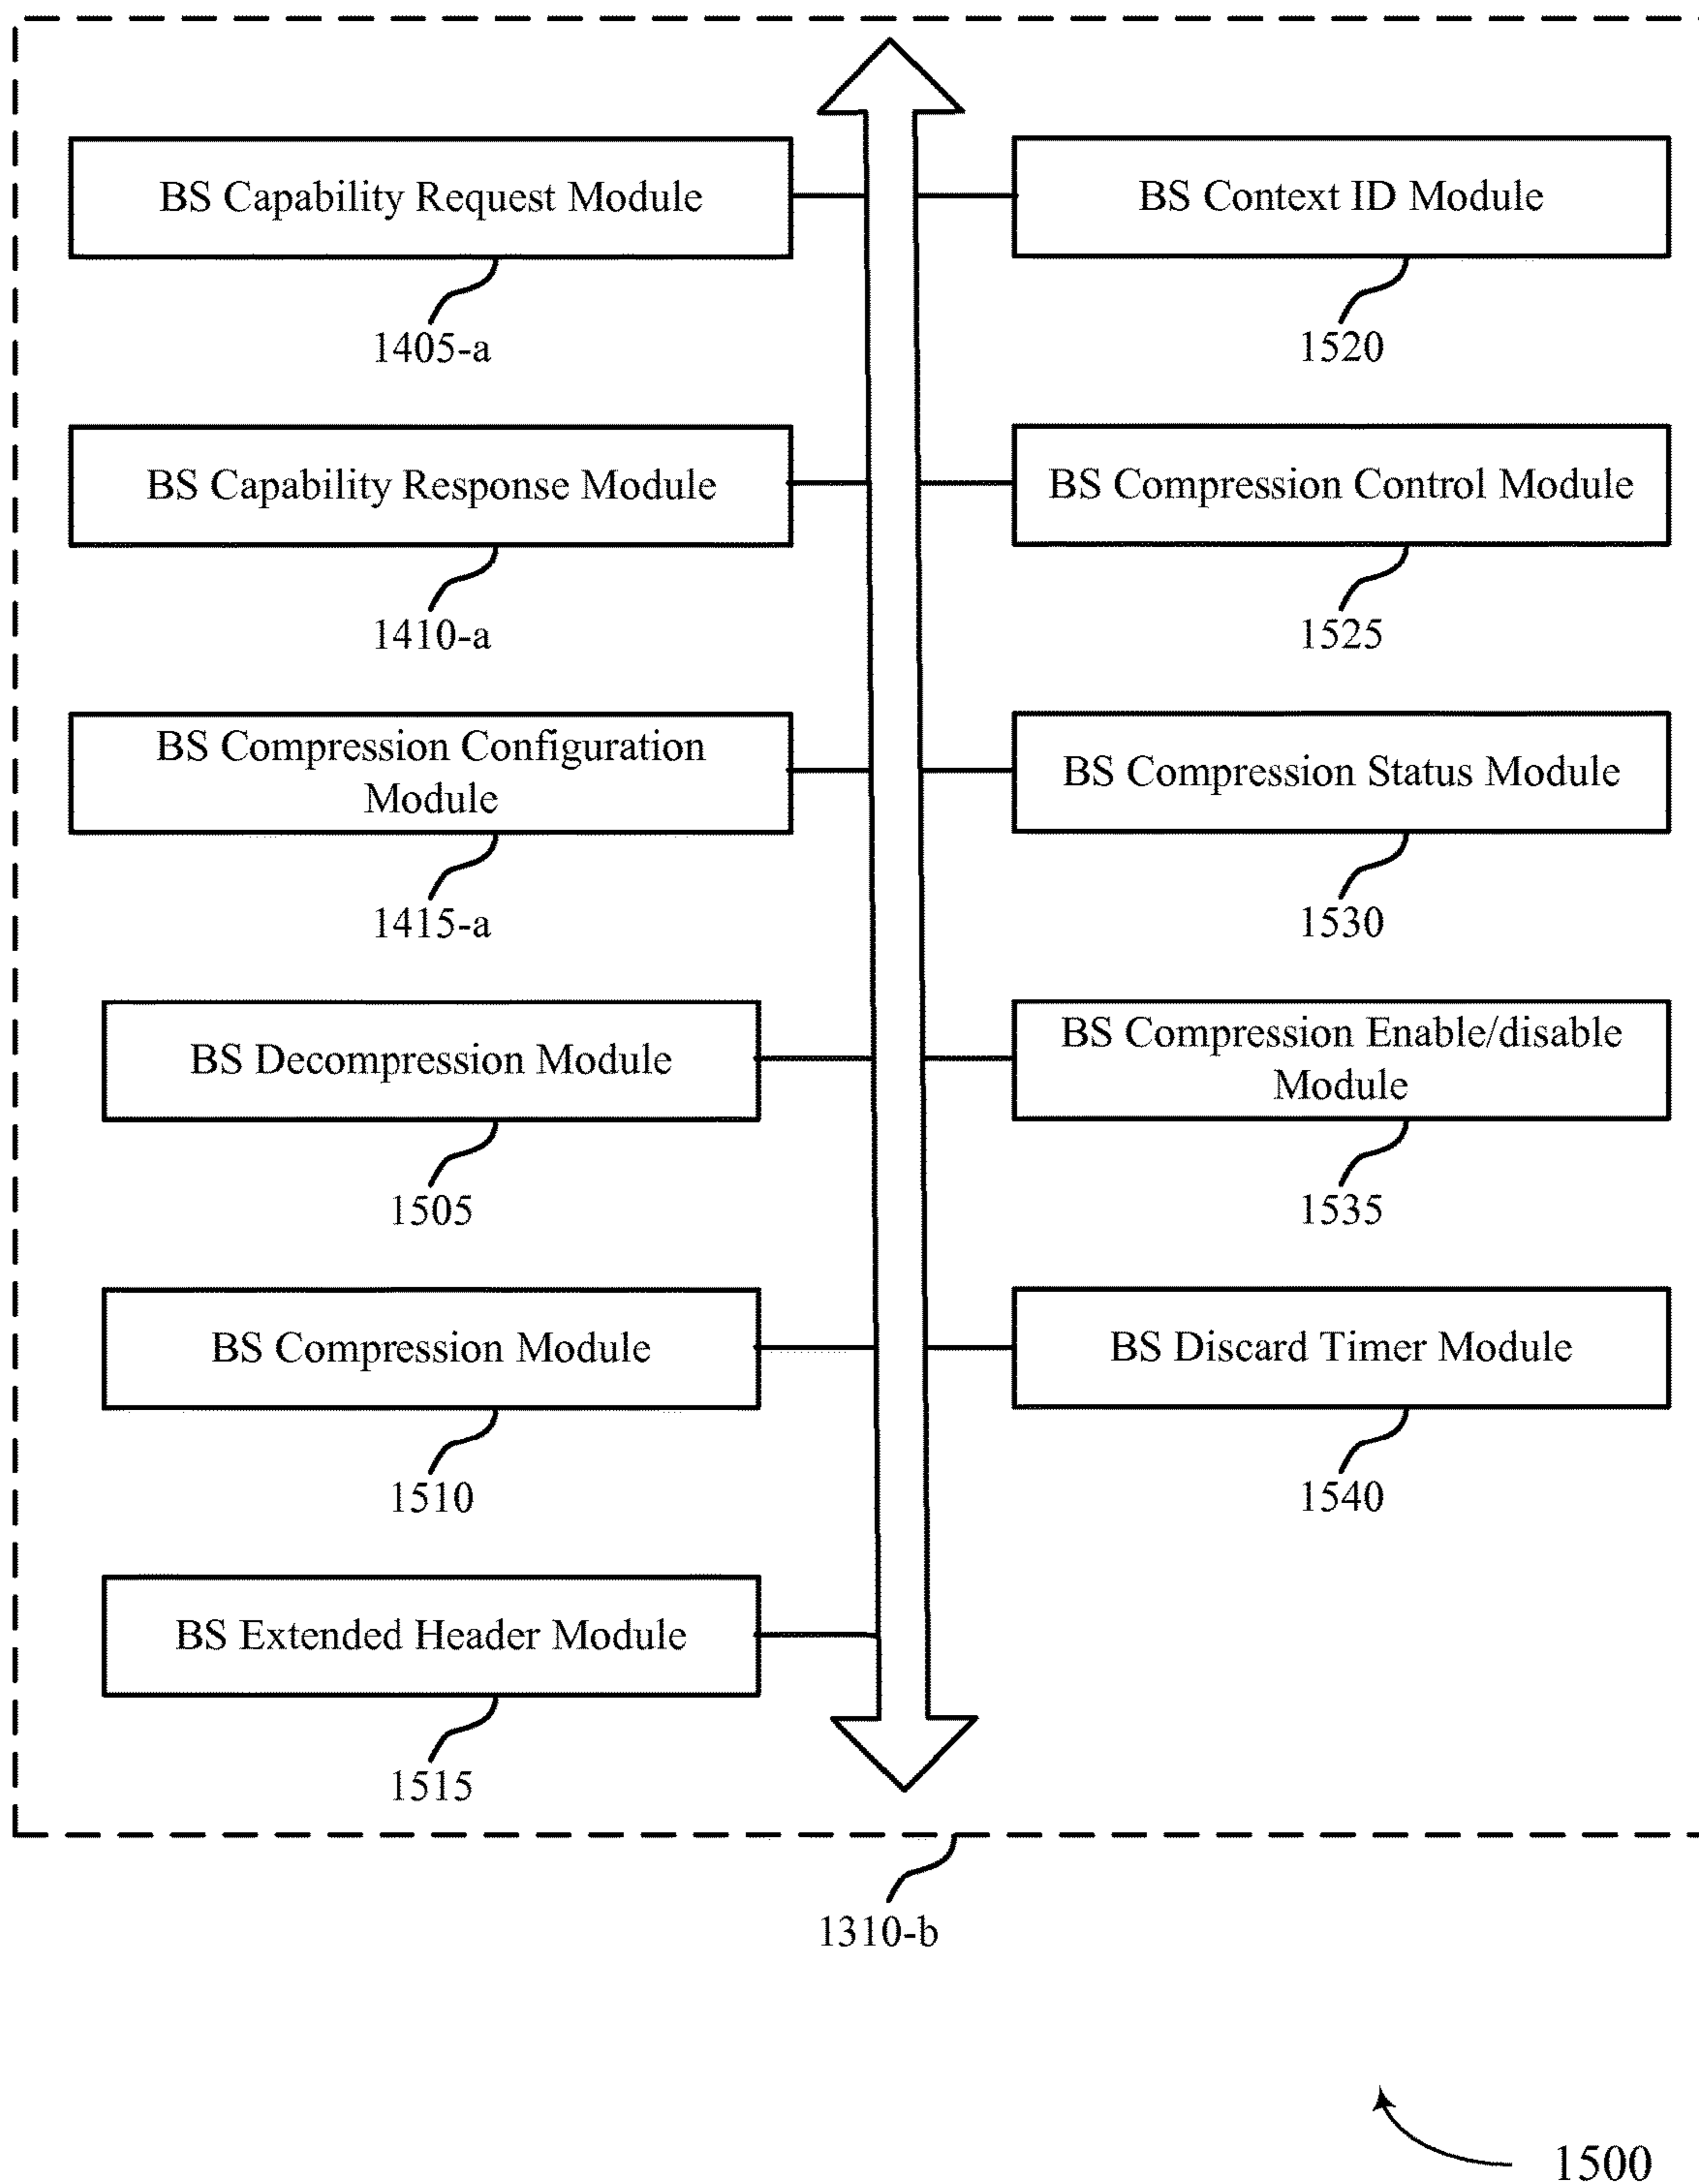 BS Capability Request Module
1405-a
BS Capability Response Module
1410-a
BS Compression Configuration
Module
1415-a
BS Decompression Module
1505
BS Compression Module
1510
BS Extended Header Module
1515
BS Context ID Module
1520
BS Compression Control Module
1525
BS Compression Status Module
1530
BS Compression Enable/disable
Module
1535
BS Discard Timer Module
1540
1310-b
1500